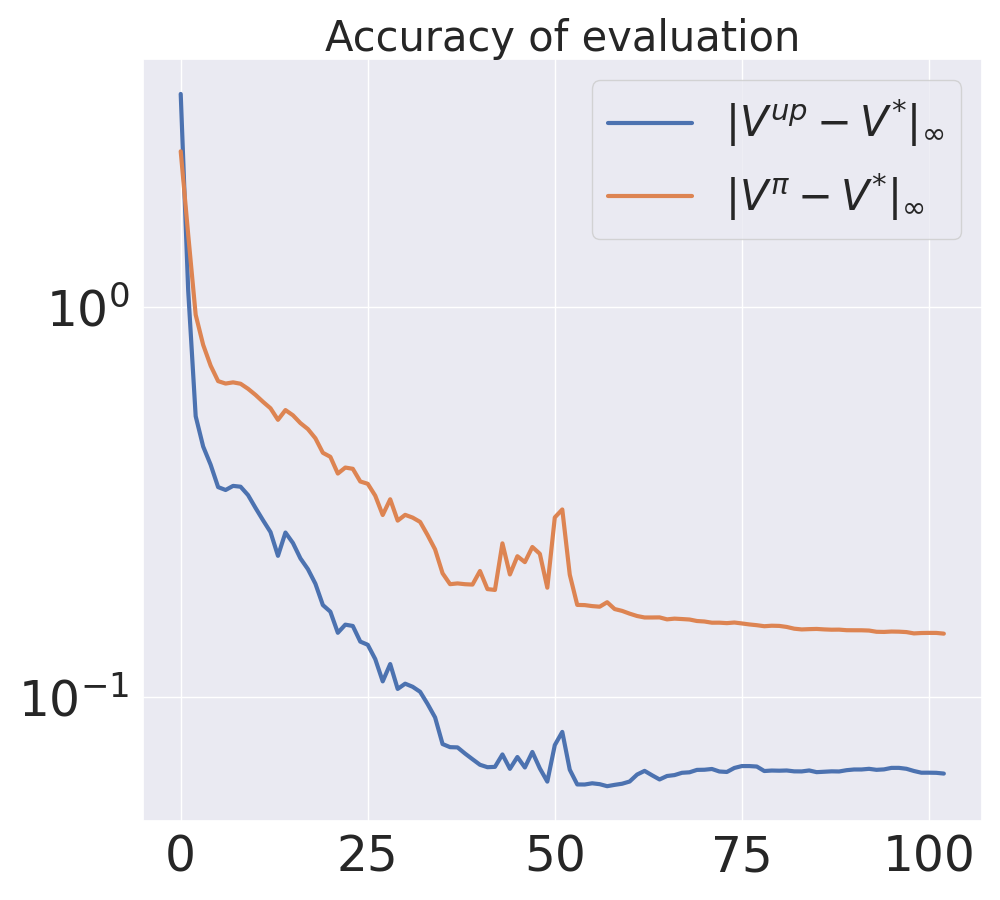 Accuracy of evaluation
|V^{up} − V^*|_∞
|V^π − V^*|_∞
10^0
10^{−1}
0 25 50 75 100